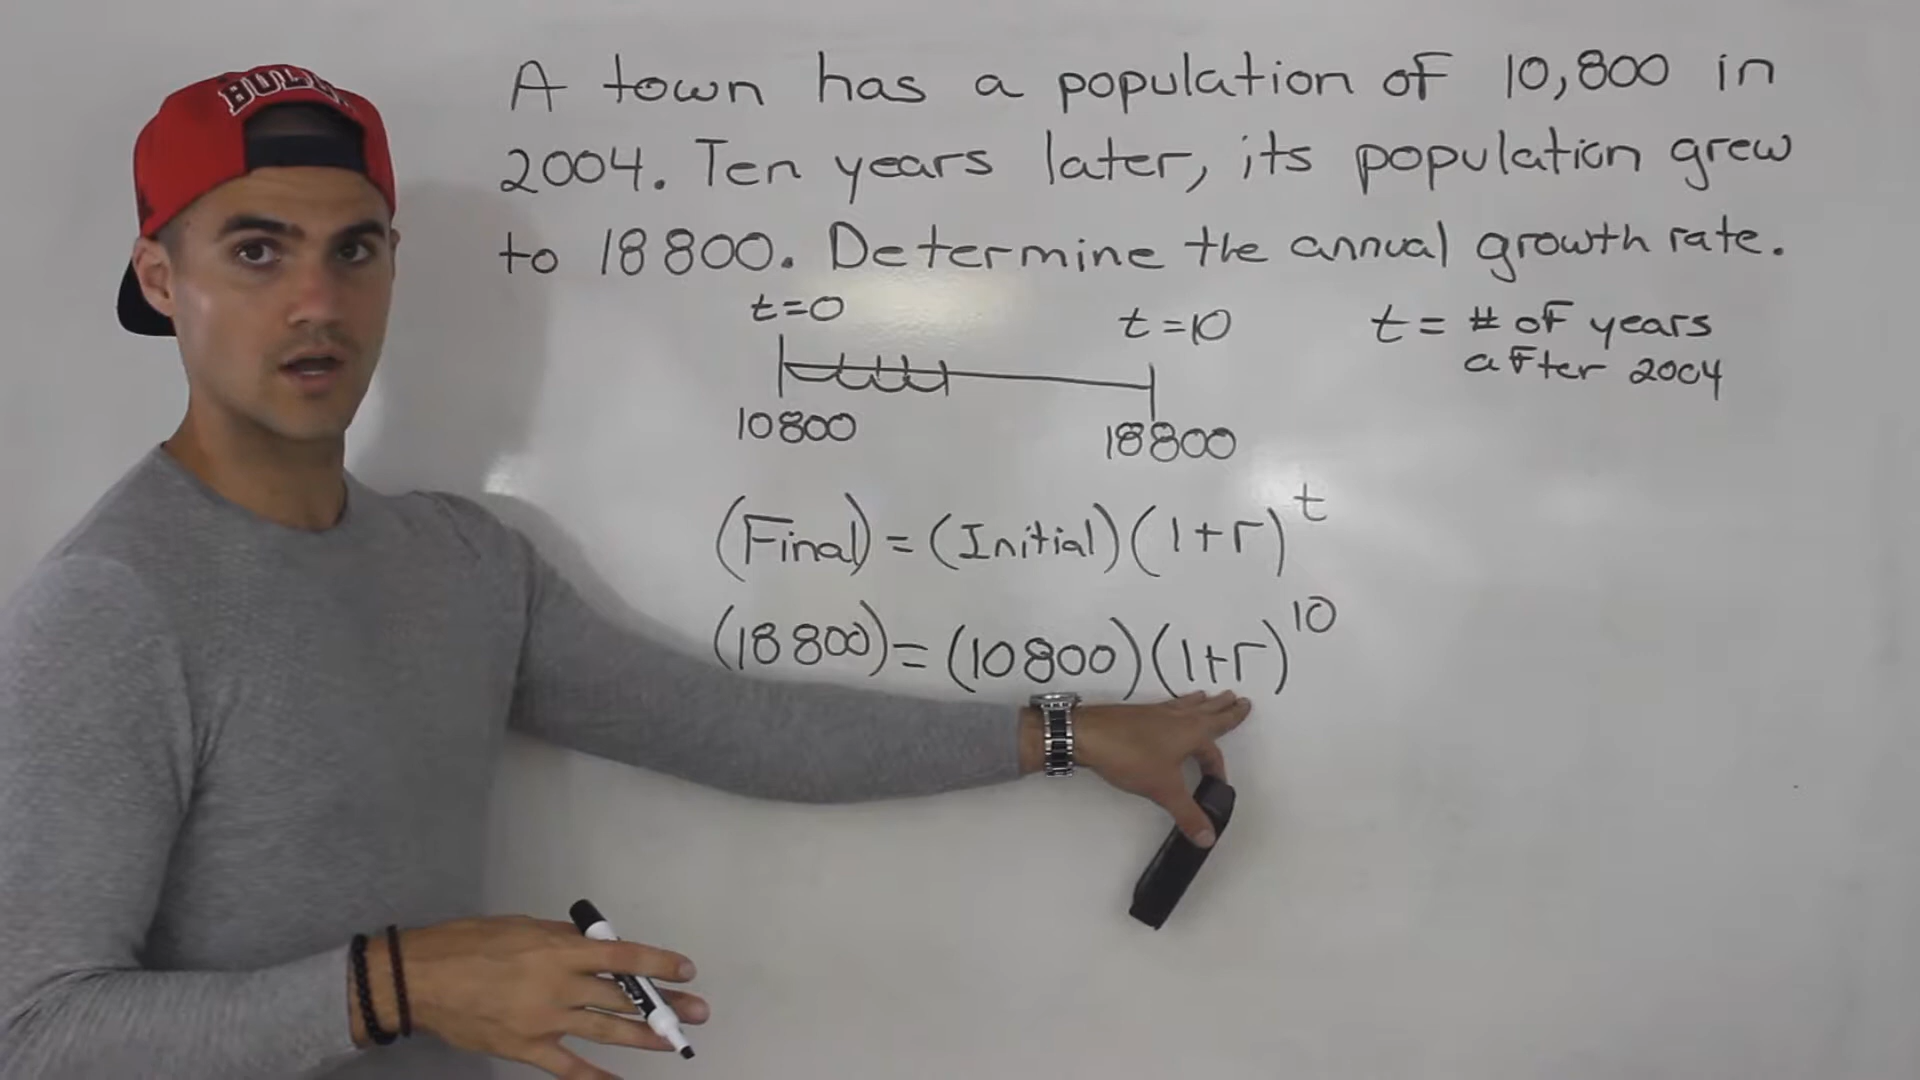 A town has a population of 10,800 in
2004. Ten years later, its population grew
to 18800. Determine the annual growth rate.
t=0
t=10
t = # of years
after 2004
10800
18800
(Final) = (Initial)(1+r)^t
(18800) = (10800)(1+r)^10